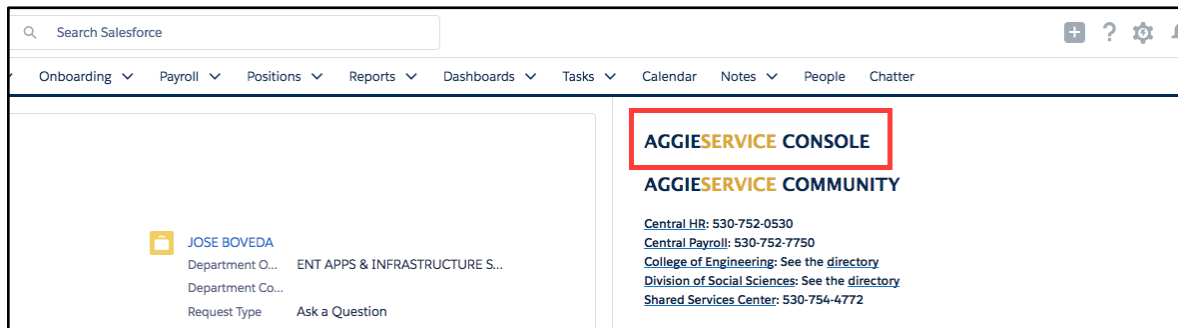 Search Salesforce
Onboarding Payroll Positions Reports Dashboards Tasks Calendar Notes People Chatter
AGGIESERVICE CONSOLE
AGGIESERVICE COMMUNITY
Central HR: 530-752-0530
Central Payroll: 530-752-7750
College of Engineering: See the directory
Division of Social Sciences: See the directory
Shared Services Center: 530-754-4772
JOSE BOVEDA
Department O... ENT APPS & INFRASTRUCTURE S...
Department Co...
Request Type Ask a Question